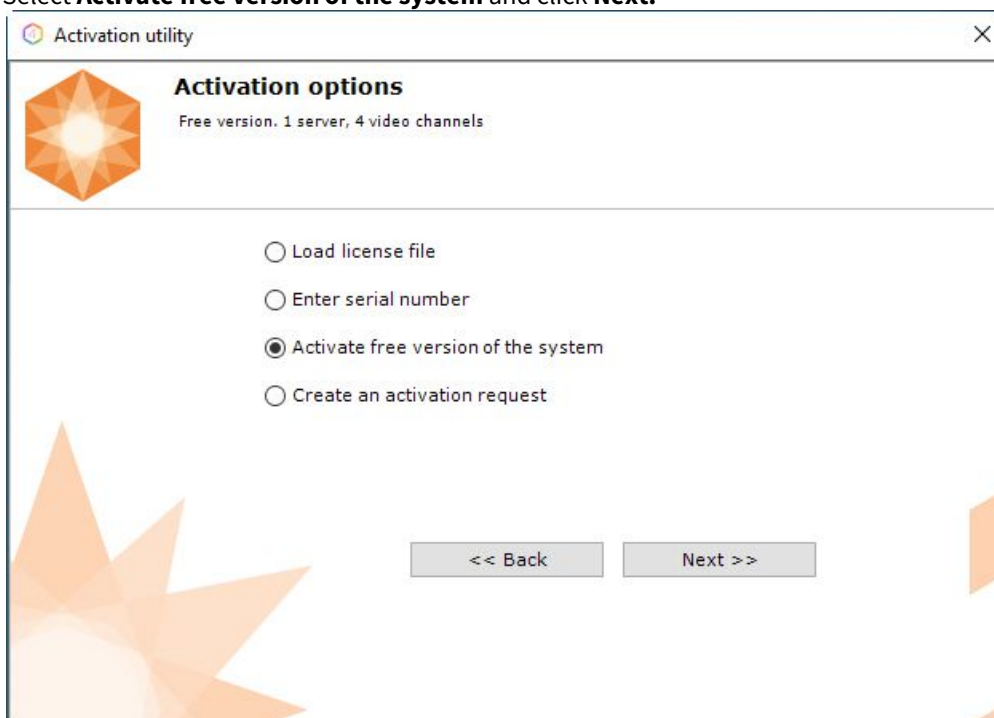 Select Activate free version of the system and click Next.
Activation utility
Activation options
Free version. 1 server, 4 video channels
Load license file
Enter serial number
Activate free version of the system
Create an activation request
<< Back
Next >>